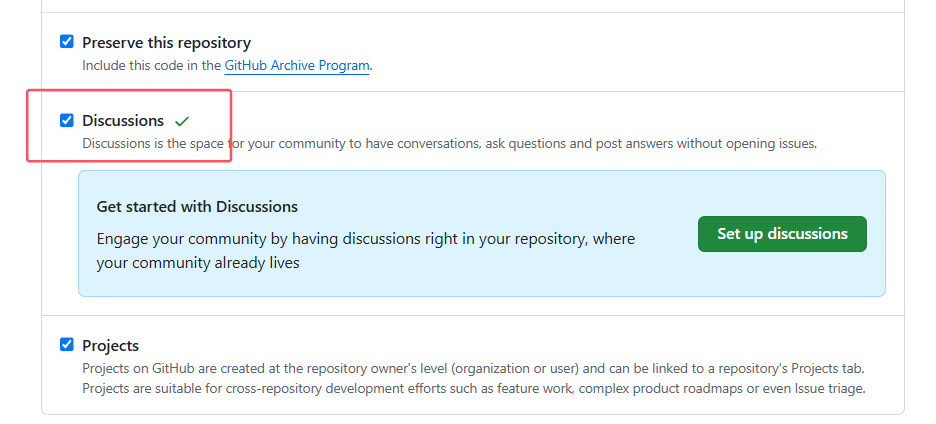 Preserve this repository
Include this code in the GitHub Archive Program.
Discussions
Discussions is the space for your community to have conversations, ask questions and post answers without opening issues.
Get started with Discussions
Engage your community by having discussions right in your repository, where
your community already lives
Set up discussions
Projects
Projects on GitHub are created at the repository owner's level (organization or user) and can be linked to a repository's Projects tab.
Projects are suitable for cross-repository development efforts such as feature work, complex product roadmaps or even Issue triage.